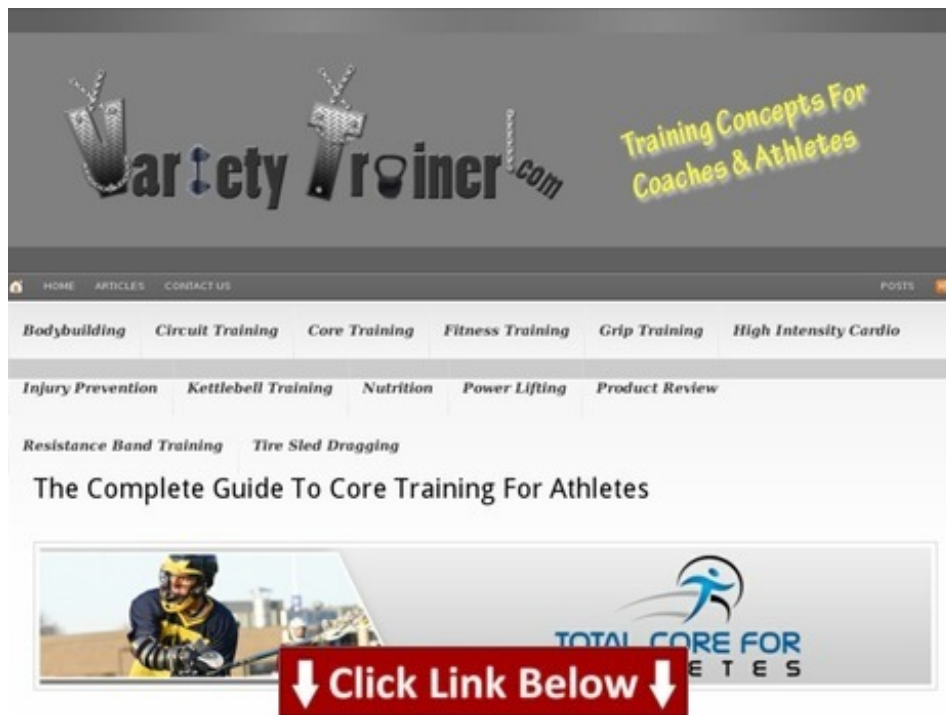 Variety Trainer.com
Training Concepts For
Coaches & Athletes
HOME ARTICLES CONTACT US POSTS
Bodybuilding Circuit Training Core Training Fitness Training Grip Training High Intensity Cardio
Injury Prevention Kettlebell Training Nutrition Power Lifting Product Review
Resistance Band Training Tire Sled Dragging
The Complete Guide To Core Training For Athletes
TOTAL CORE FOR
ETES
Click Link Below